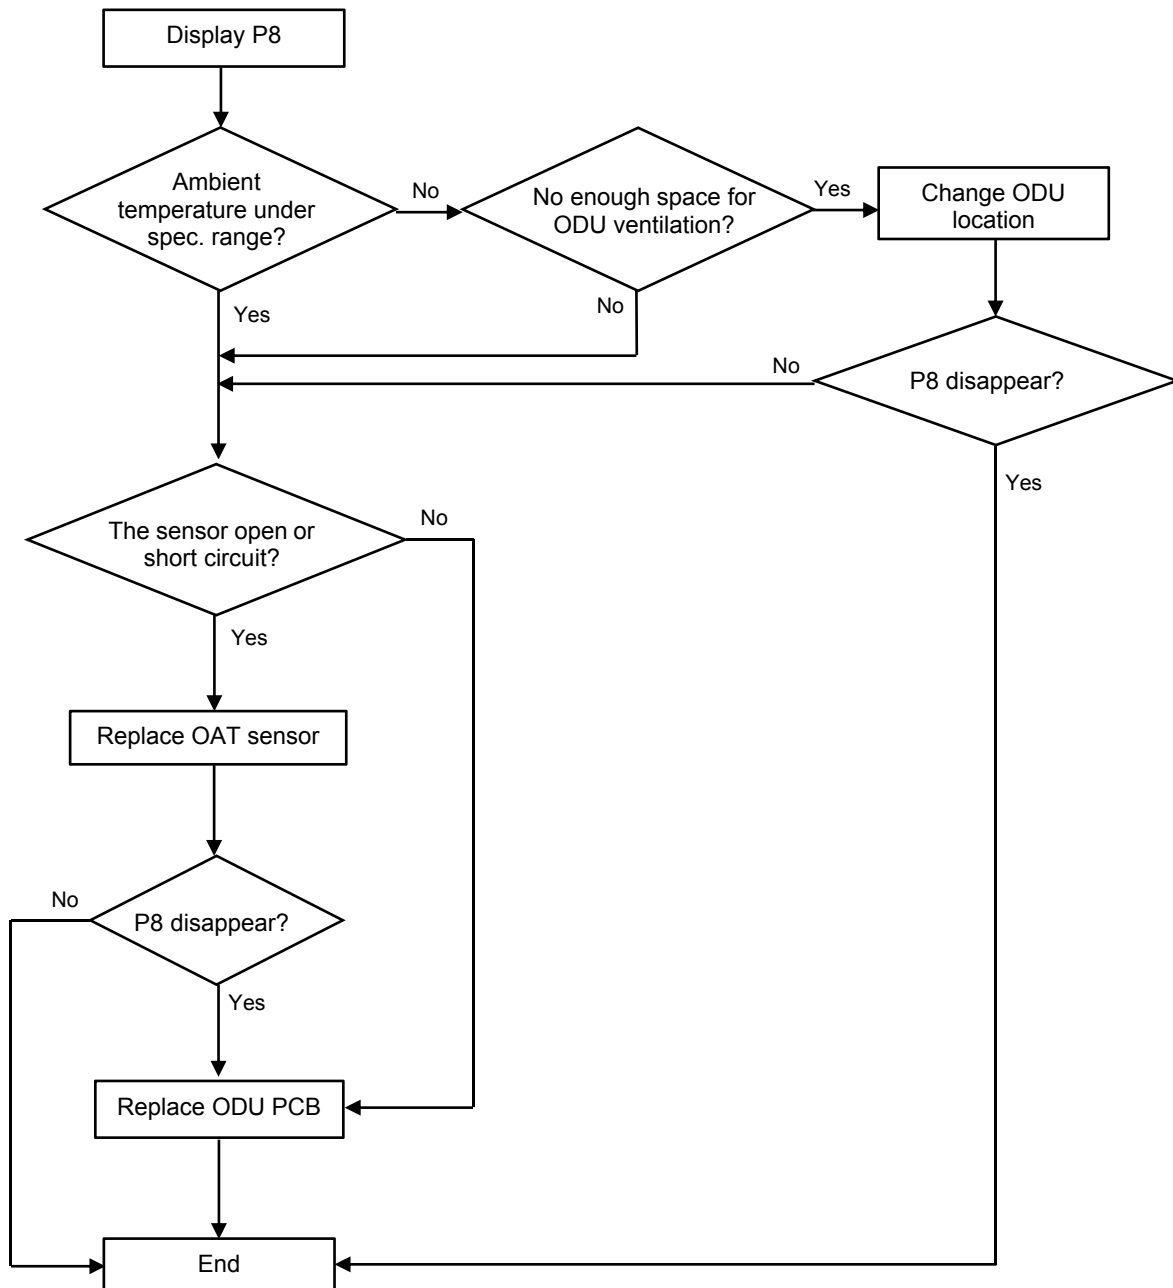 Display P8
Ambient
temperature under
spec. range?
No
No enough space for
ODU ventilation?
Yes
Change ODU
location
Yes
No
No
P8 disappear?
Yes
The sensor open or
short circuit?
No
Yes
Replace OAT sensor
No
P8 disappear?
Yes
Replace ODU PCB
End